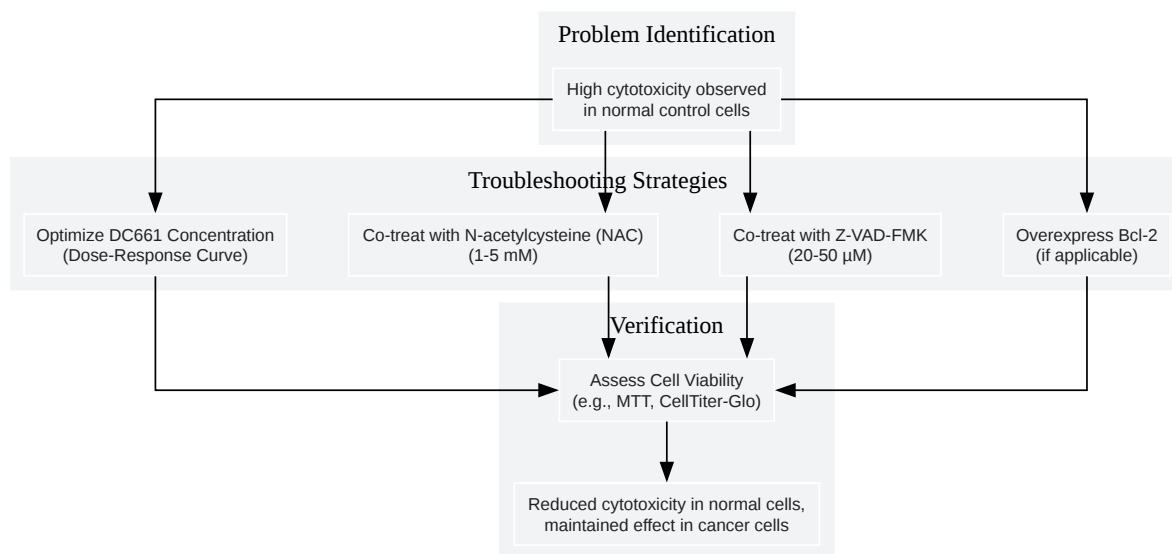 Problem Identification
High cytotoxicity observed
in normal control cells
Troubleshooting Strategies
Optimize DC661 Concentration
(Dose-Response Curve)
Co-treat with N-acetylcysteine (NAC)
(1-5 mM)
Co-treat with Z-VAD-FMK
(20-50 µM)
Overexpress Bcl-2
(if applicable)
Verification
Assess Cell Viability
(e.g., MTT, CellTiter-Glo)
Reduced cytotoxicity in normal cells,
maintained effect in cancer cells